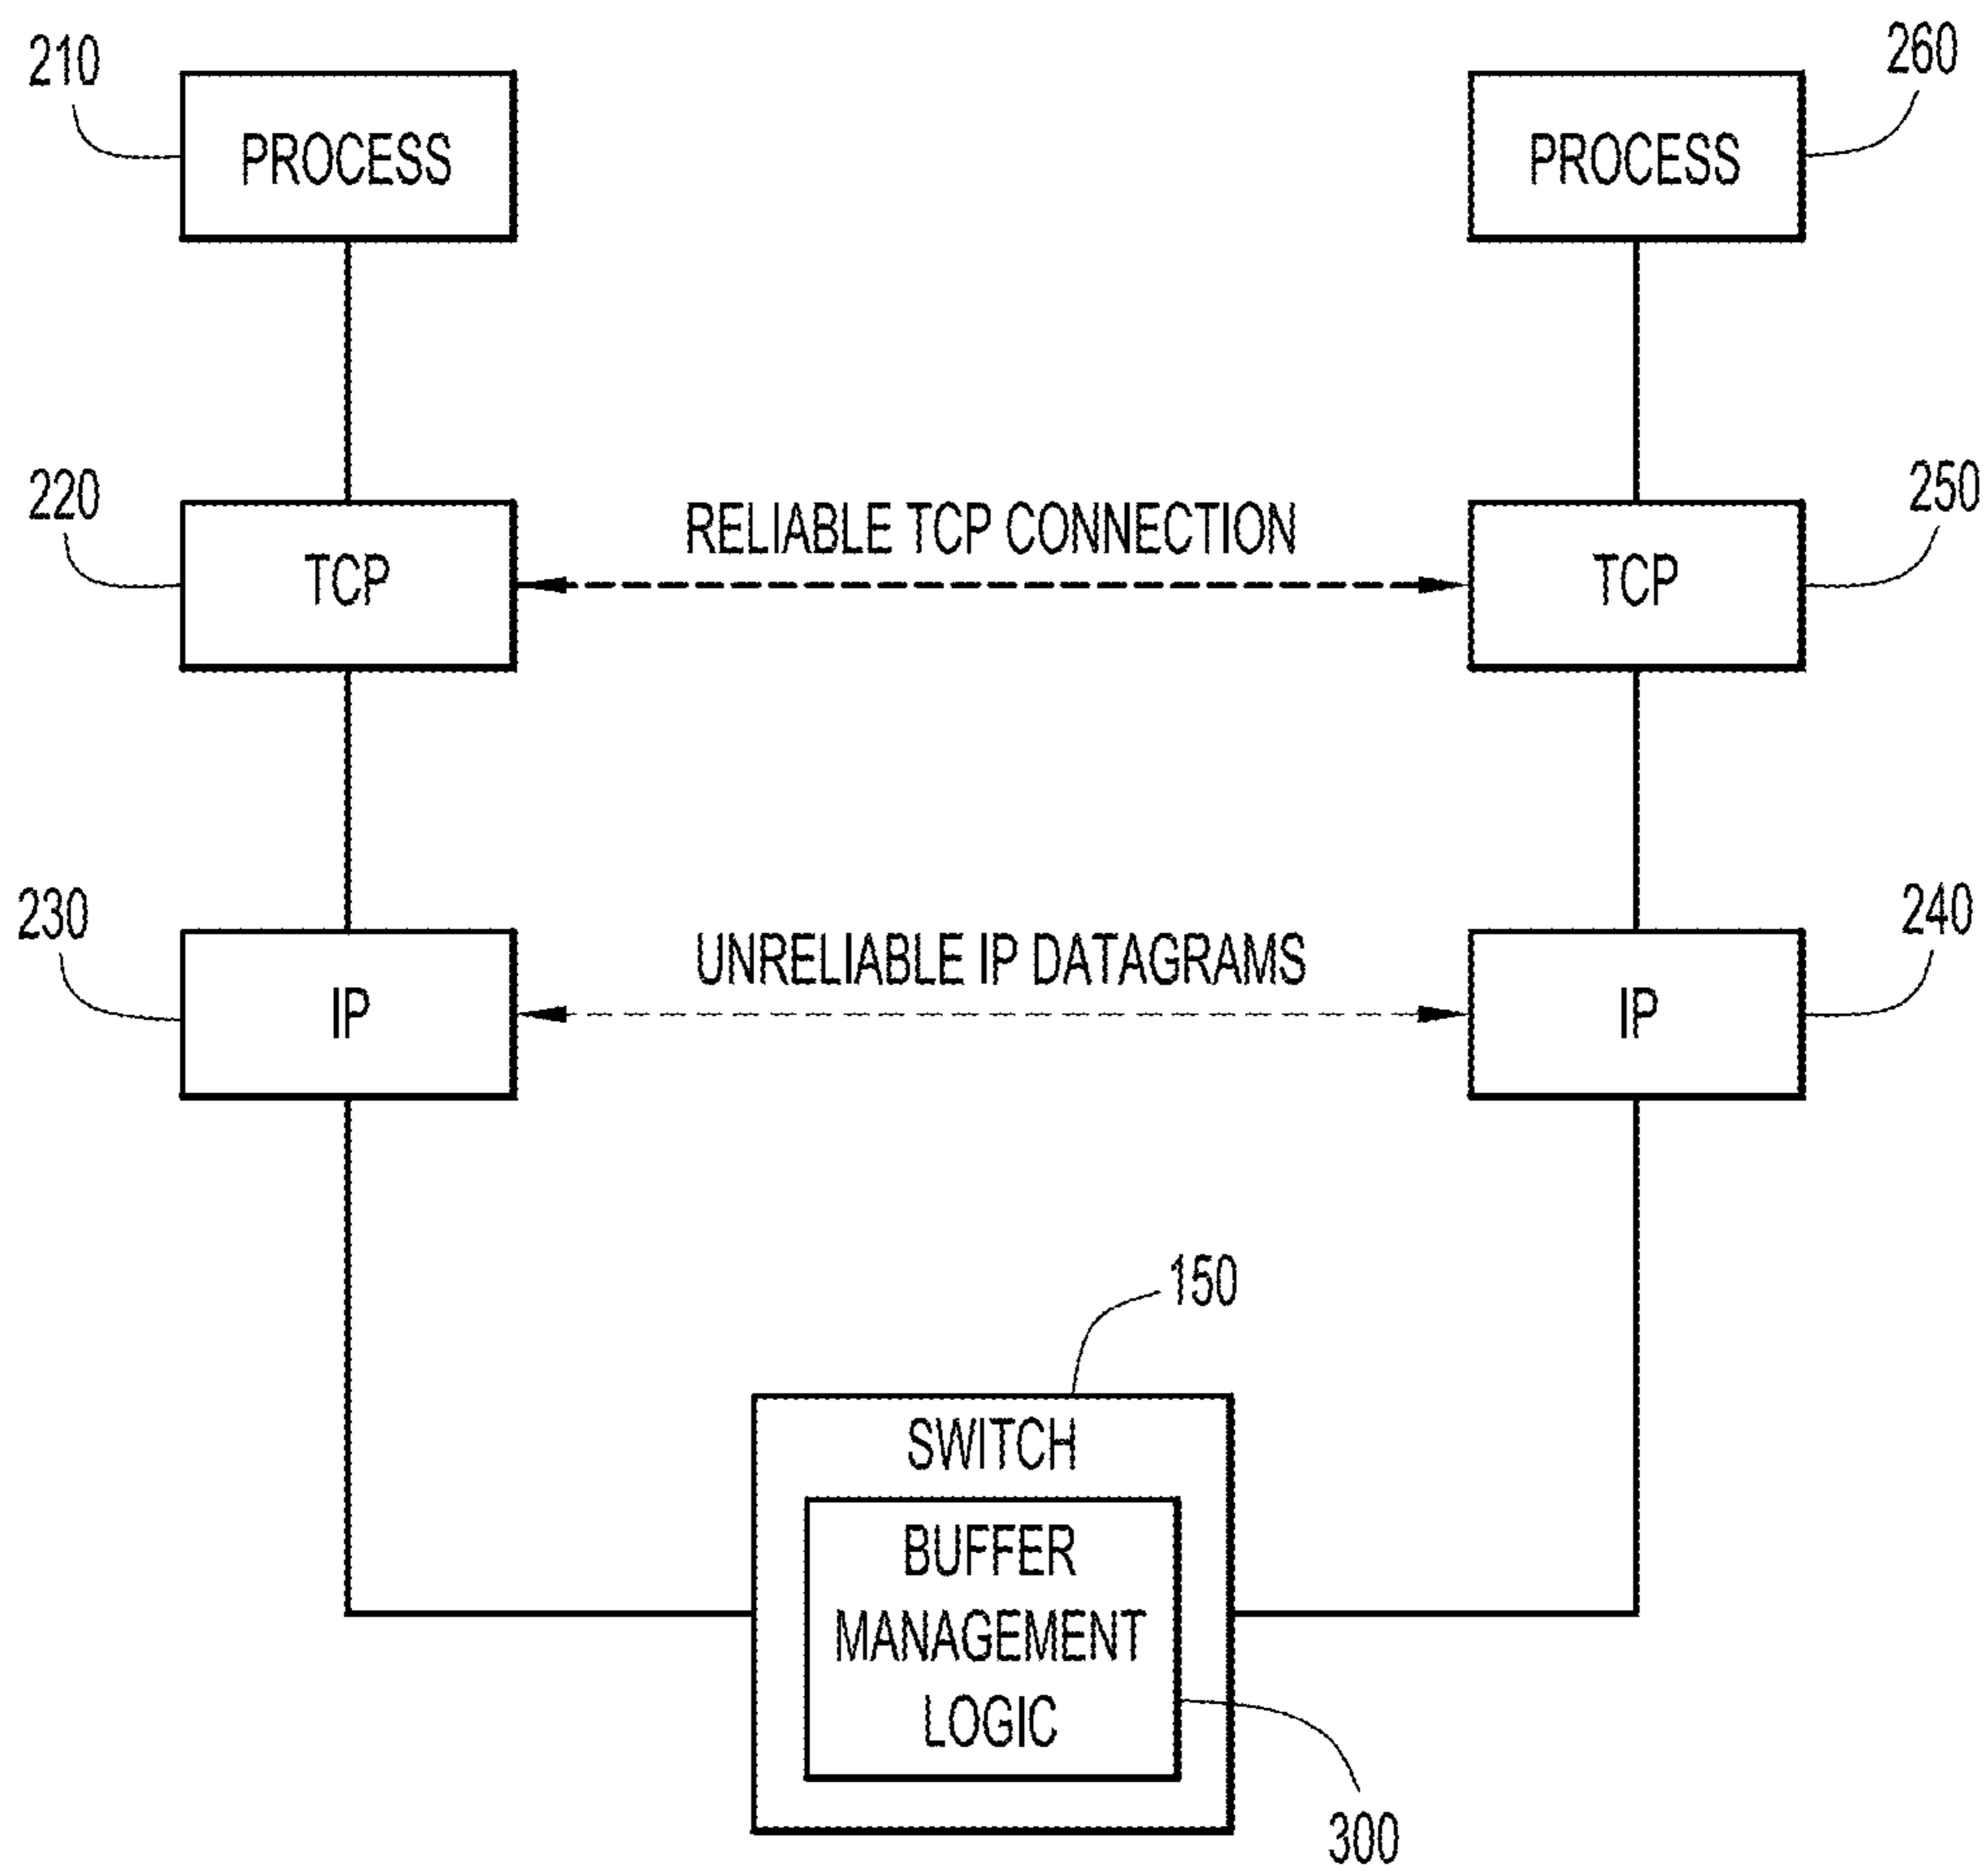 210
260
PROCESS
PROCESS
220
250
RELIABLE TCP CONNECTION
TCP
TCP
230
240
UNRELIABLE IP DATAGRAMS
IP
IP
150
SWITCH
BUFFER
MANAGEMENT
LOGIC
300